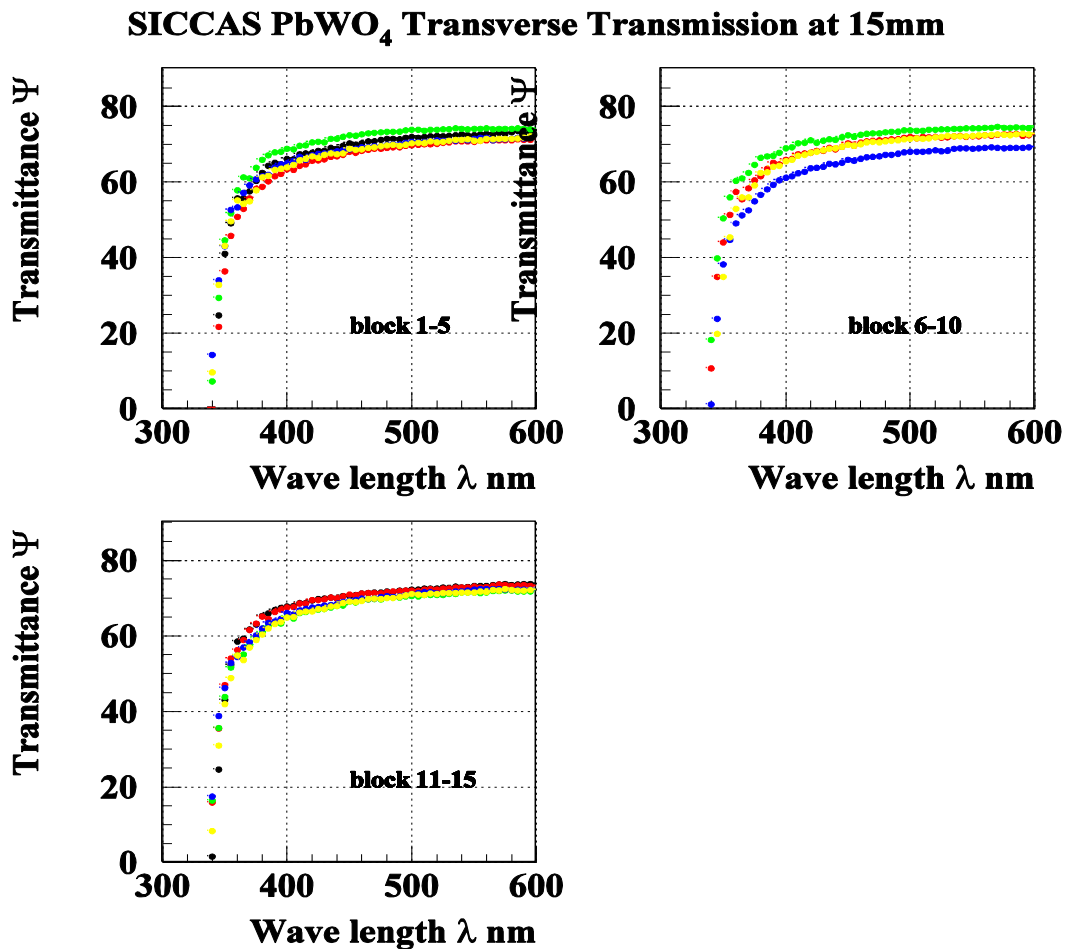 SICCAS PbWO4 Transverse Transmission at 15mm
Transmittance Ψ
80
60
40
20
0
block 1-5
300 400 500 600
Wave length λ nm
Transmittance Ψ
80
60
40
20
0
block 6-10
300 400 500 600
Wave length λ nm
Transmittance Ψ
80
60
40
20
0
block 11-15
300 400 500 600
Wave length λ nm